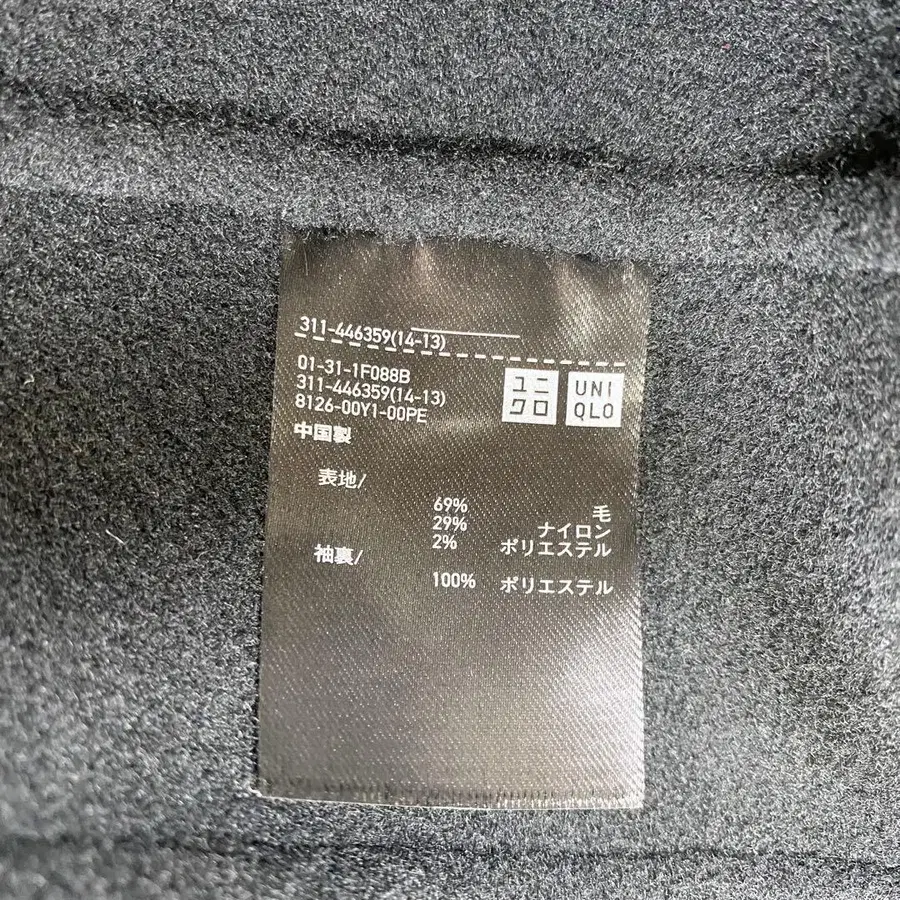 311-446359(14-13)
01-31-1F088B
311-446359(14-13)
8126-00Y1-00PE
中国製
ユニ
クロ
UNI
QLO
表地/
69% 毛
29% ナイロン
2% ポリエステル
袖裏/
100% ポリエステル